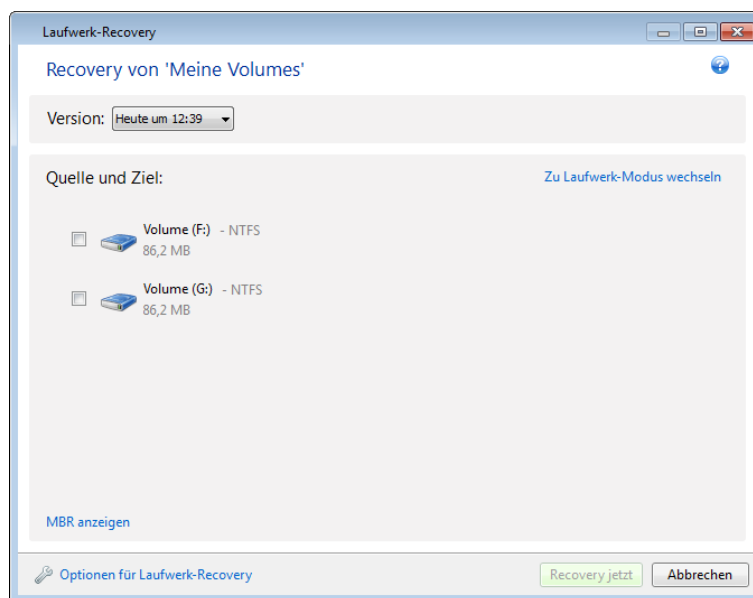 Laufwerk-Recovery
Recovery von 'Meine Volumes'
Version: Heute um 12:39
Quelle und Ziel: Zu Laufwerk-Modus wechseln
Volume (F:) - NTFS
86,2 MB
Volume (G:) - NTFS
86,2 MB
MBR anzeigen
Optionen für Laufwerk-Recovery Recovery jetzt Abbrechen